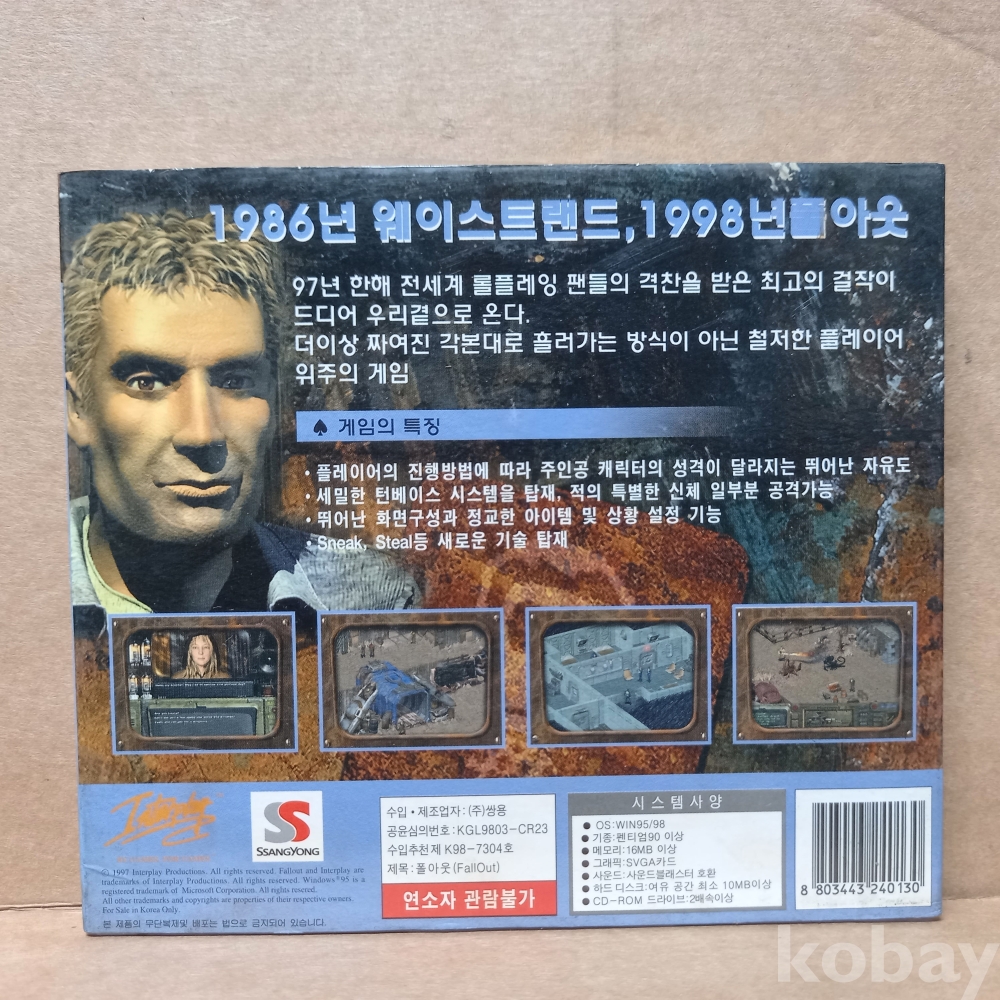 1986년 웨이스트랜드, 1998년폴아웃
97년 한해 전세계 롤플레잉 팬들의 격찬을 받은 최고의 걸작이
드디어 우리곁으로 온다.
더이상 짜여진 각본대로 흘러가는 방식이 아닌 철저한 플레이어
위주의 게임
♠ 게임의 특징
• 플레이어의 진행방법에 따라 주인공 캐릭터의 성격이 달라지는 뛰어난 자유도
• 세밀한 턴베이스 시스템을 탑재, 적의 특별한 신체 일부분 공격가능
• 뛰어난 화면구성과 정교한 아이템 및 상황 설정 기능
• Sneak, Steal등 새로운 기술 탑재
Interplay
SSANGYONG
© 1997 Interplay Productions. All rights reserved. Fallout and Interplay are
trademarks of Interplay Productions. All rights reserved. Windows®95 is a
registered trademark of Microsoft Corporation. All rights reserved.
All other trademarks and copyrights are properties of their respective owners.
For Sale in Korea Only.
본 제품의 무단복제및 배포는 법으로 금지되어 있습니다.
수입 • 제조업자 : (주)쌍용
공윤심의번호 : KGL9803-CR23
수입추천 제 K98-7304호
제목 : 폴아웃(FallOut)
연소자 관람불가
시스템사양
● OS:WIN95/98
● 기종:펜티엄90 이상
● 메모리:16MB 이상
● 그래픽:SVGA카드
● 사운드:사운드블래스터 호환
● 하드 디스크:여유 공간 최소 10MB이상
● CD-ROM 드라이브:2배속이상
8 803443 240130
kobay